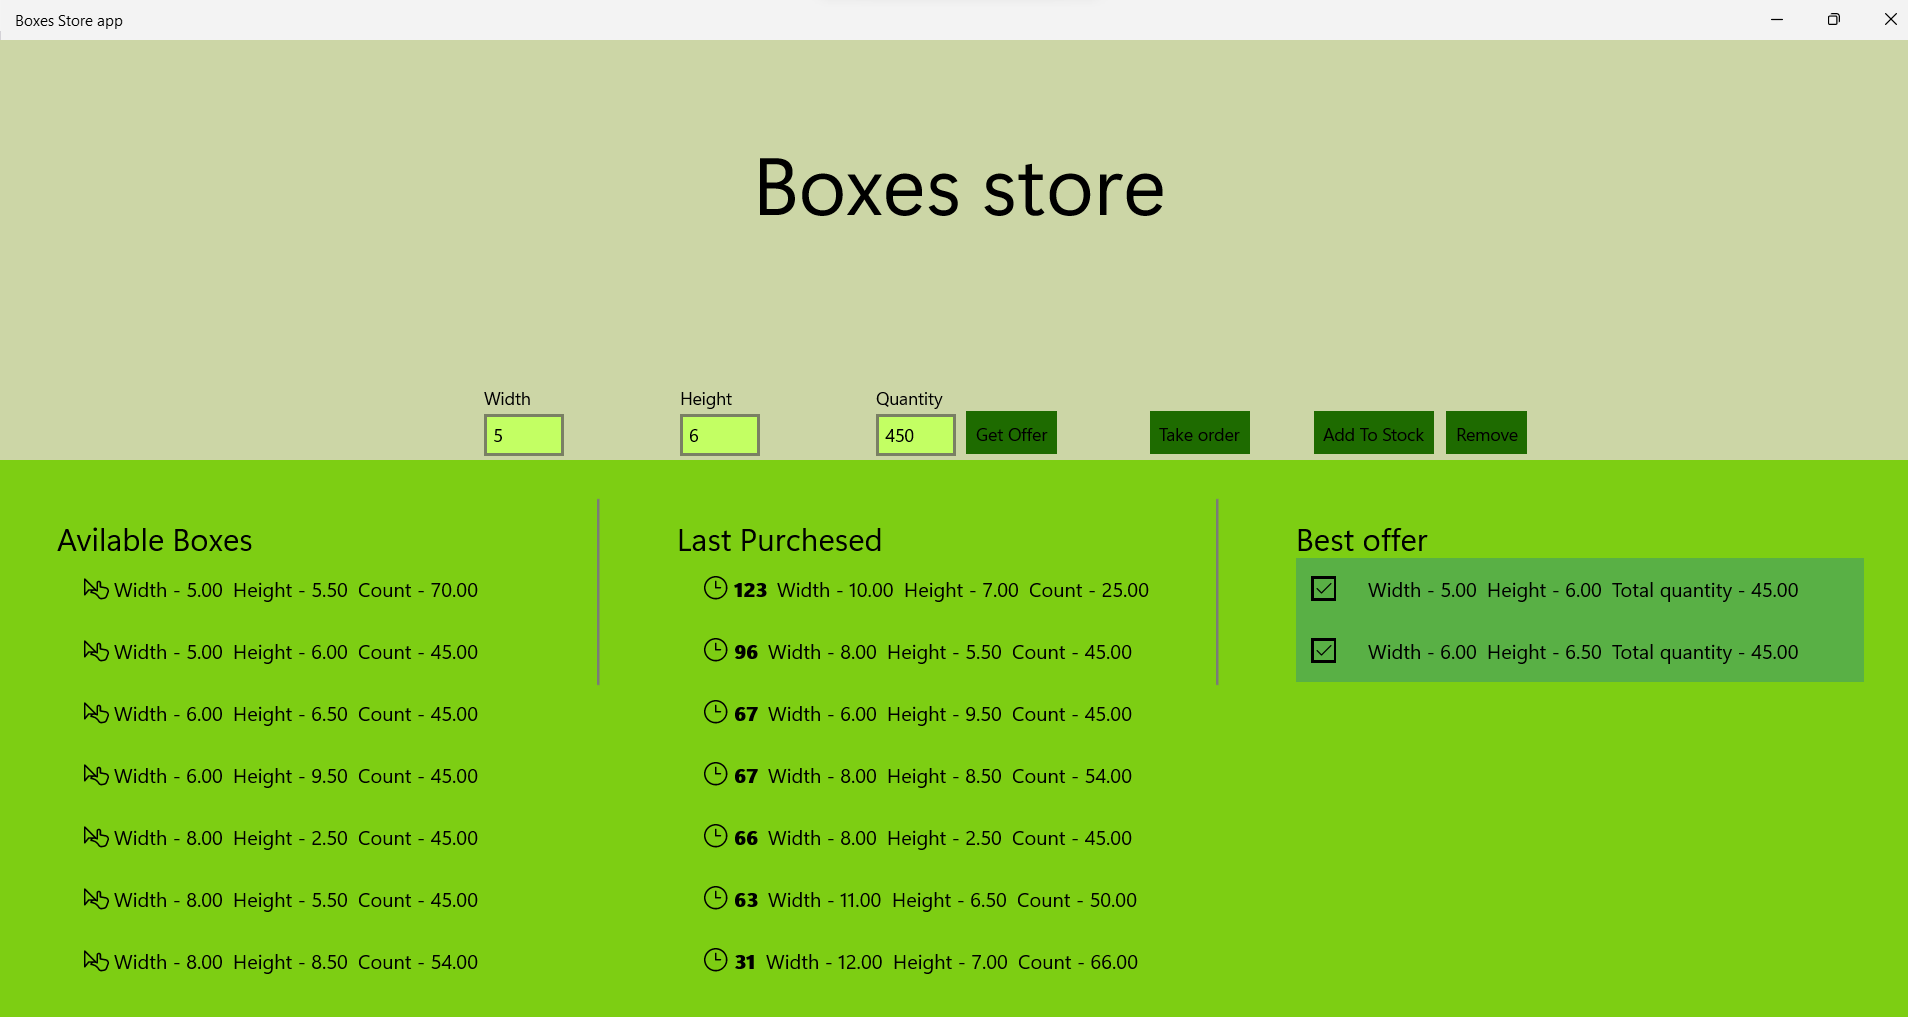 Boxes Store app
Boxes store
Width Height Quantity
5 6 450 Get Offer Take order Add To Stock Remove
Avilable Boxes
Width - 5.00 Height - 5.50 Count - 70.00
Width - 5.00 Height - 6.00 Count - 45.00
Width - 6.00 Height - 6.50 Count - 45.00
Width - 6.00 Height - 9.50 Count - 45.00
Width - 8.00 Height - 2.50 Count - 45.00
Width - 8.00 Height - 5.50 Count - 45.00
Width - 8.00 Height - 8.50 Count - 54.00
Last Purchesed
123 Width - 10.00 Height - 7.00 Count - 25.00
96 Width - 8.00 Height - 5.50 Count - 45.00
67 Width - 6.00 Height - 9.50 Count - 45.00
67 Width - 8.00 Height - 8.50 Count - 54.00
66 Width - 8.00 Height - 2.50 Count - 45.00
63 Width - 11.00 Height - 6.50 Count - 50.00
31 Width - 12.00 Height - 7.00 Count - 66.00
Best offer
Width - 5.00 Height - 6.00 Total quantity - 45.00
Width - 6.00 Height - 6.50 Total quantity - 45.00